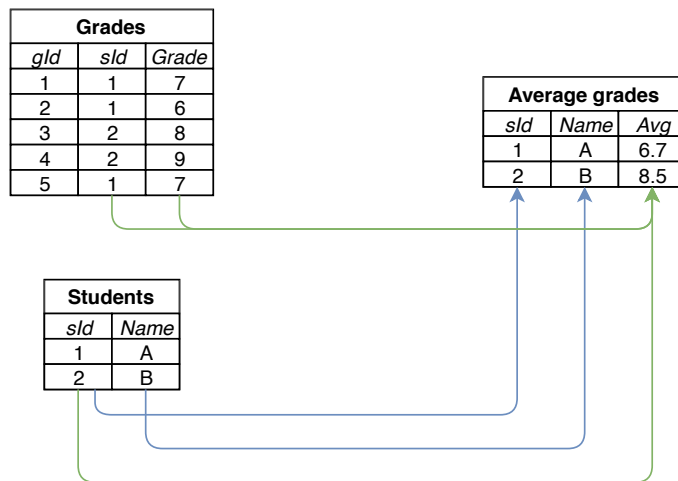 Grades
gId sId Grade
1 1 7
2 1 6
3 2 8
4 2 9
5 1 7
Average grades
sId Name Avg
1 A 6.7
2 B 8.5
Students
sId Name
1 A
2 B